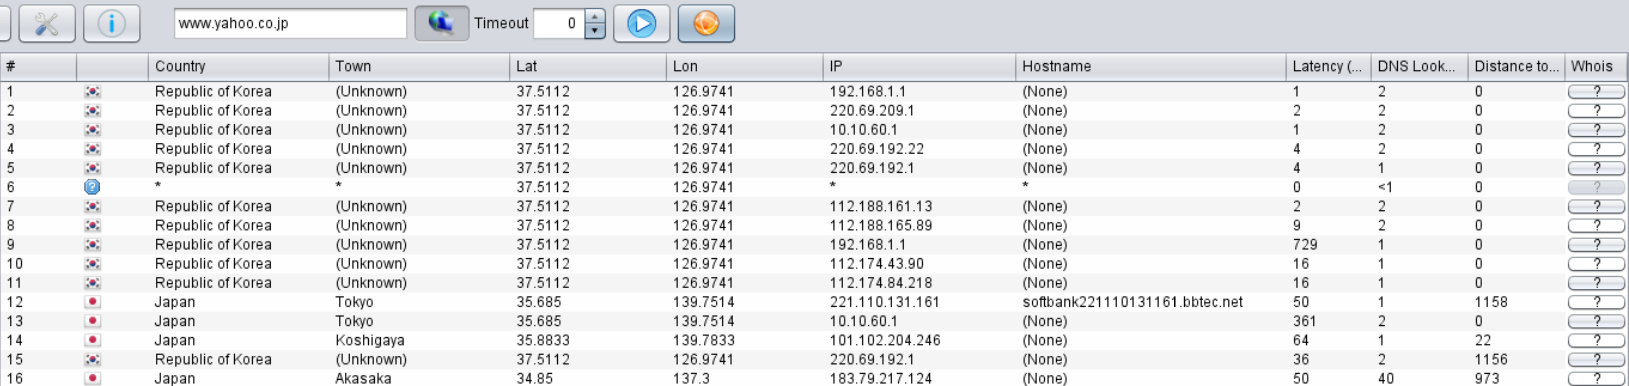 www.yahoo.co.jp Timeout 0
# Country Town Lat Lon IP Hostname Latency (... DNS Look... Distance to... Whois
1 Republic of Korea (Unknown) 37.5112 126.9741 192.168.1.1 (None) 1 2 0 ?
2 Republic of Korea (Unknown) 37.5112 126.9741 220.69.209.1 (None) 2 2 0 ?
3 Republic of Korea (Unknown) 37.5112 126.9741 10.10.60.1 (None) 1 2 0 ?
4 Republic of Korea (Unknown) 37.5112 126.9741 220.69.192.22 (None) 4 2 0 ?
5 Republic of Korea (Unknown) 37.5112 126.9741 220.69.192.1 (None) 4 1 0 ?
6 ? * * 37.5112 126.9741 * * 0 <1 0 ?
7 Republic of Korea (Unknown) 37.5112 126.9741 112.188.161.13 (None) 2 2 0 ?
8 Republic of Korea (Unknown) 37.5112 126.9741 112.188.165.89 (None) 9 2 0 ?
9 Republic of Korea (Unknown) 37.5112 126.9741 192.168.1.1 (None) 729 1 0 ?
10 Republic of Korea (Unknown) 37.5112 126.9741 112.174.43.90 (None) 16 1 0 ?
11 Republic of Korea (Unknown) 37.5112 126.9741 112.174.84.218 (None) 16 1 0 ?
12 Japan Tokyo 35.685 139.7514 221.110.131.161 softbank221110131161.bbtec.net 50 1 1158 ?
13 Japan Tokyo 35.685 139.7514 10.10.60.1 (None) 361 2 0 ?
14 Japan Koshigaya 35.8833 139.7833 101.102.204.246 (None) 64 1 22 ?
15 Republic of Korea (Unknown) 37.5112 126.9741 220.69.192.1 (None) 36 2 1156 ?
16 Japan Akasaka 34.85 137.3 183.79.217.124 (None) 50 40 973 ?